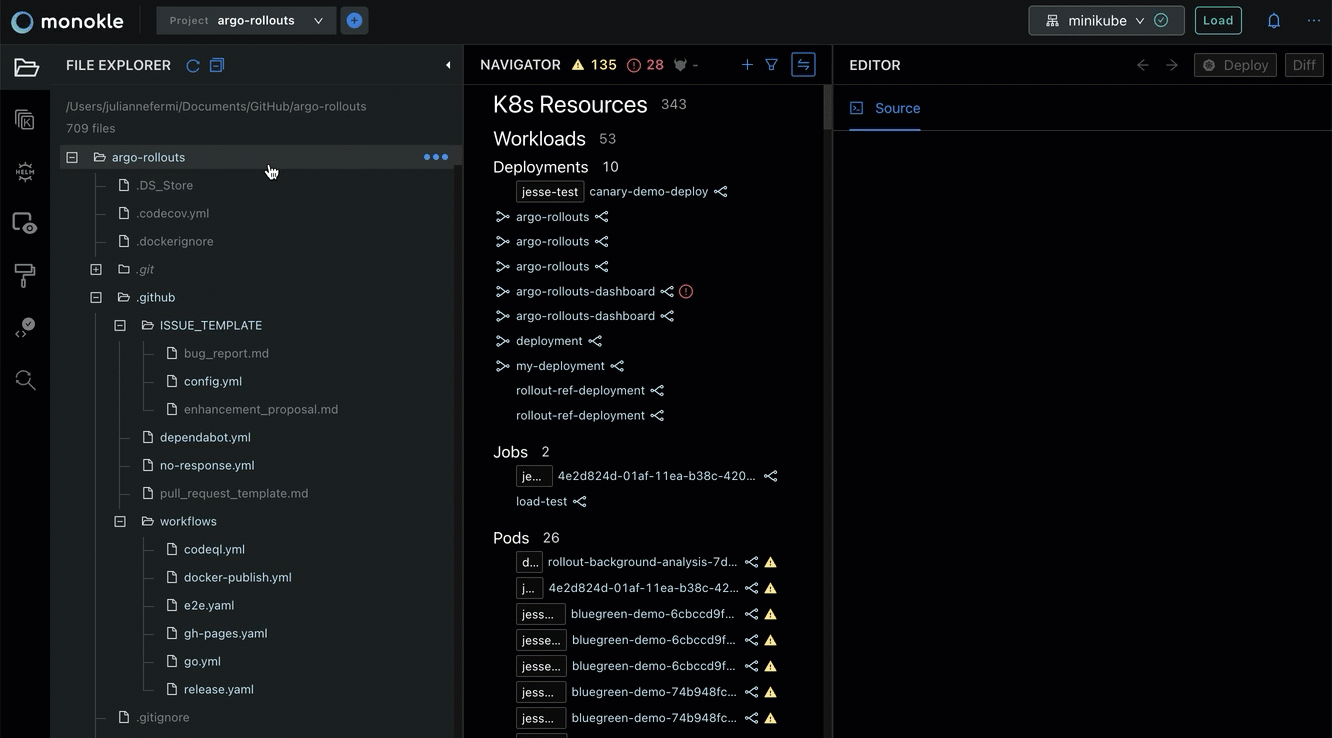 monokle
Project argo-rollouts
minikube
Load
FILE EXPLORER
/Users/juliannefermi/Documents/GitHub/argo-rollouts
709 files
argo-rollouts
.DS_Store
.codecov.yml
.dockerignore
.git
.github
ISSUE_TEMPLATE
bug_report.md
config.yml
enhancement_proposal.md
dependabot.yml
no-response.yml
pull_request_template.md
workflows
codeql.yml
docker-publish.yml
e2e.yaml
gh-pages.yaml
go.yml
release.yaml
.gitignore
HELM
NAVIGATOR 135 28 -
K8s Resources 343
Workloads 53
Deployments 10
jesse-test canary-demo-deploy
argo-rollouts
argo-rollouts
argo-rollouts
argo-rollouts-dashboard
argo-rollouts-dashboard
deployment
my-deployment
rollout-ref-deployment
rollout-ref-deployment
Jobs 2
je... 4e2d824d-01af-11ea-b38c-420...
load-test
Pods 26
d... rollout-background-analysis-7d...
j... 4e2d824d-01af-11ea-b38c-42...
jess... bluegreen-demo-6cbccd9f...
jesse... bluegreen-demo-6cbccd9f...
jesse... bluegreen-demo-6cbccd9f...
jess... bluegreen-demo-74b948fc...
jess... bluegreen-demo-74b948fc...
EDITOR
Deploy
Diff
Source